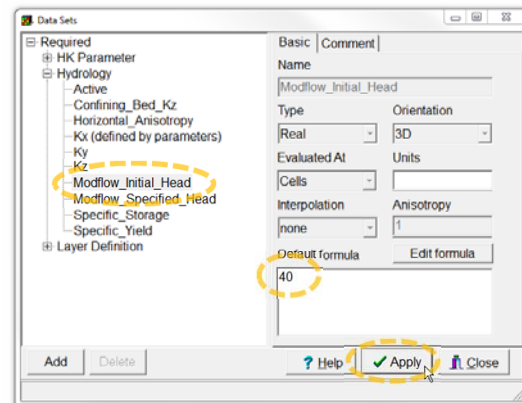 Data Sets
Required
HK Parameter
Hydrology
Active
Confining_Bed_Kz
Horizontal_Anisotropy
Kx (defined by parameters)
Ky
Kz
Modflow_Initial_Head
Modflow_Specified_Head
Specific_Storage
Specific_Yield
Layer Definition
Basic Comment
Name
Modflow_Initial_Head
Type Orientation
Real 3D
Evaluated At Units
Cells
Interpolation Anisotropy
none 1
Default formula Edit formula
40
Add Delete ? Help Apply Close